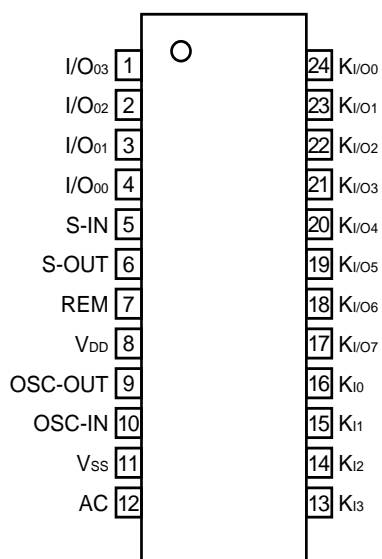 I/O03 1 24 KI/O0
I/O02 2 23 KI/O1
I/O01 3 22 KI/O2
I/O00 4 21 KI/O3
S-IN 5 20 KI/O4
S-OUT 6 19 KI/O5
REM 7 18 KI/O6
VDD 8 17 KI/O7
OSC-OUT 9 16 KI0
OSC-IN 10 15 KI1
VSS 11 14 KI2
AC 12 13 KI3